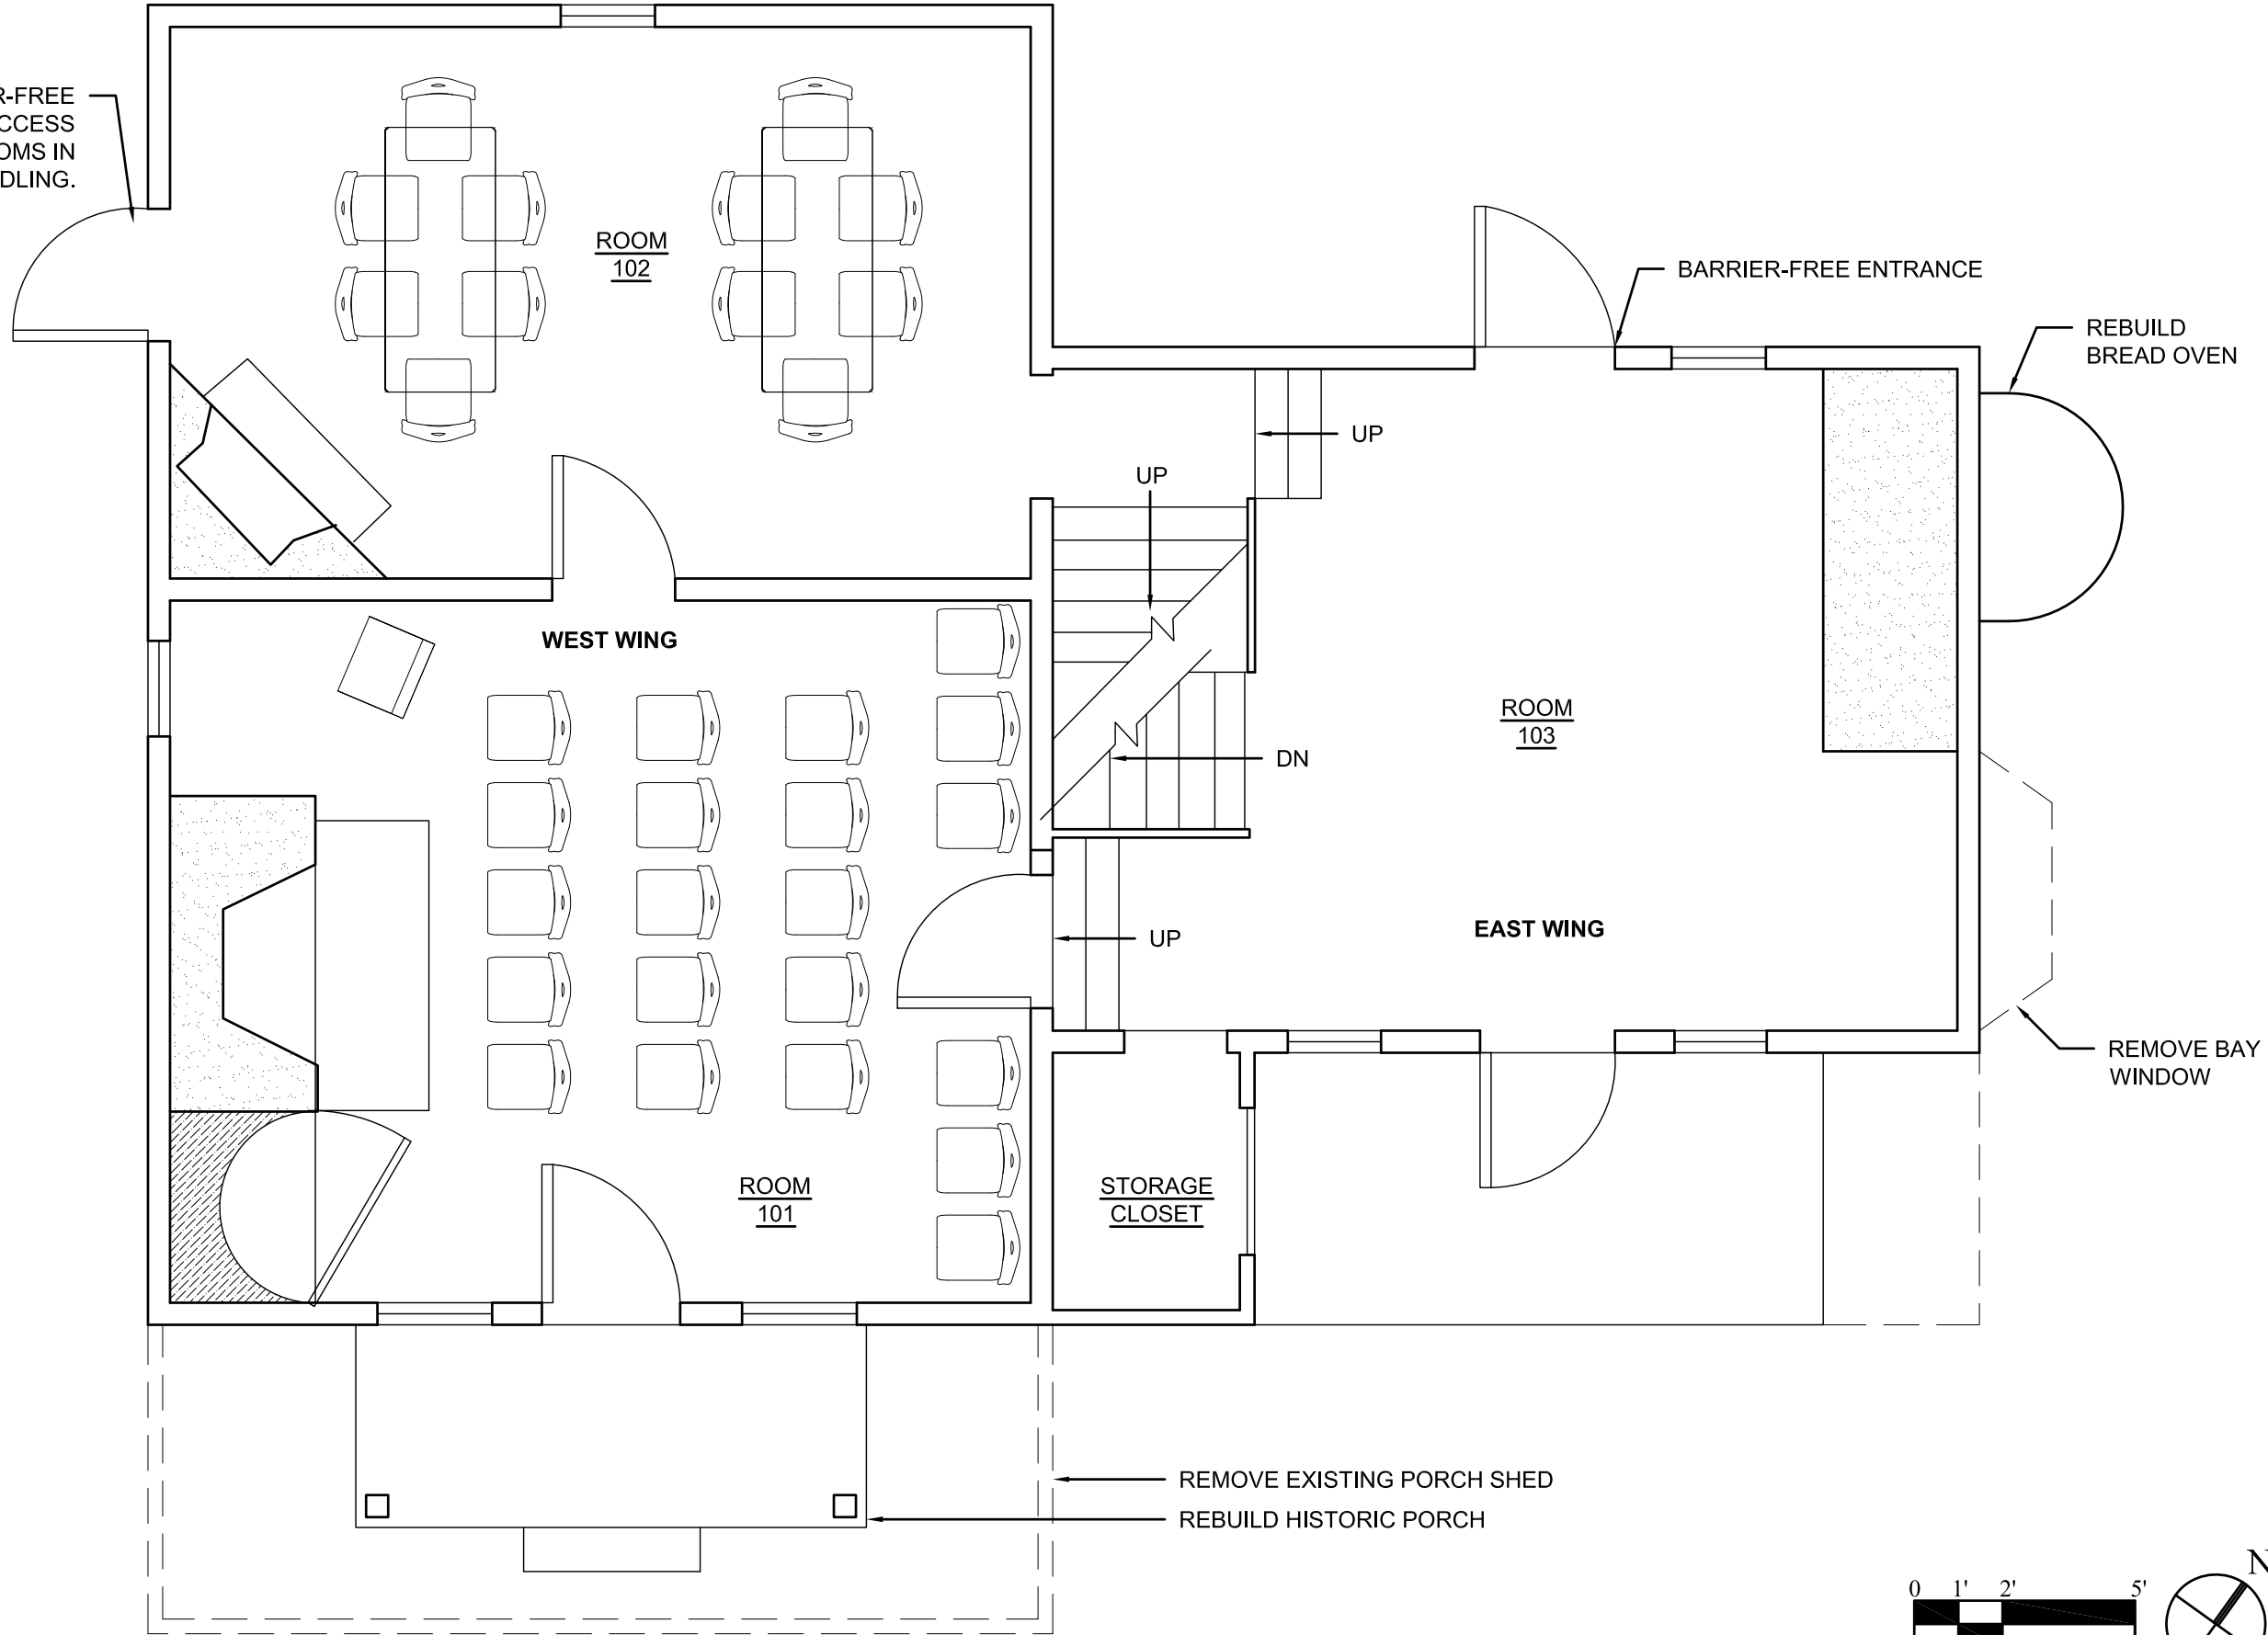 R-FREE
CCESS
OMS IN
DLING.
ROOM
102
BARRIER-FREE ENTRANCE
REBUILD
BREAD OVEN
UP
UP
WEST WING
ROOM
103
DN
EAST WING
UP
REMOVE BAY
WINDOW
ROOM
101
STORAGE
CLOSET
REMOVE EXISTING PORCH SHED
REBUILD HISTORIC PORCH
0 1' 2' 5'
N